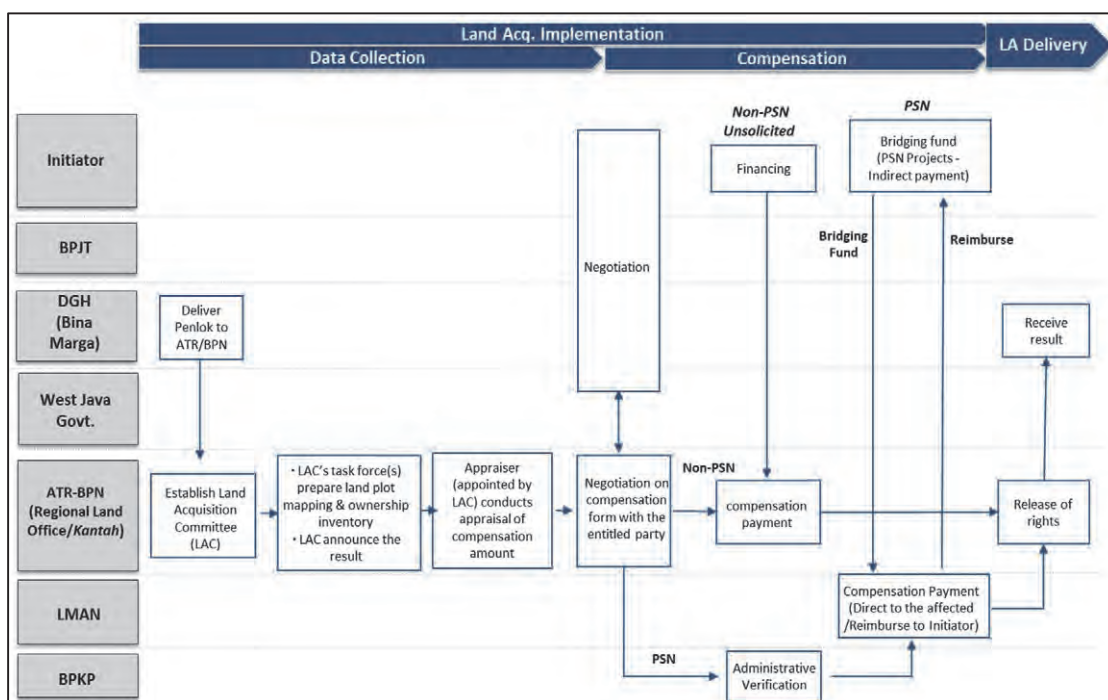 Land Acq. Implementation
LA Delivery
Data Collection
Compensation
Initiator
BPJT
DGH
(Bina
Marga)
West Java
Govt.
ATR-BPN
(Regional Land
Office/Kantah)
LMAN
BPKP
Non-PSN
Unsolicited
PSN
Financing
Bridging fund
(PSN Projects -
Indirect payment)
Negotiation
Bridging
Fund
Reimburse
Deliver
Penlok to
ATR/BPN
Receive
result
Establish Land
Acquisition
Committee
(LAC)
• LAC's task force(s)
prepare land plot
mapping & ownership
inventory
• LAC announce the
result
Appraiser
(appointed by
LAC) conducts
appraisal of
compensation
amount
Negotiation on
compensation
form with the
entitled party
Non-PSN
compensation
payment
Release of
rights
Compensation Payment
(Direct to the affected
/Reimburse to Initiator)
PSN
Administrative
Verification